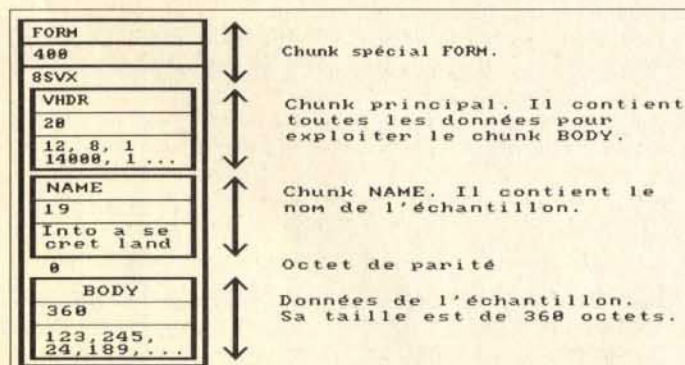 FORM
400
Chunk spécial FORM.
8SVX
VHDR
20
12, 8, 1
14000, 1 ...
Chunk principal. Il contient
toutes les données pour
exploiter le chunk BODY.
NAME
19
Into a se
cret land
Chunk NAME. Il contient le
nom de l'échantillon.
0
Octet de parité
BODY
360
123,245,
24,189,...
Données de l'échantillon.
Sa taille est de 360 octets.